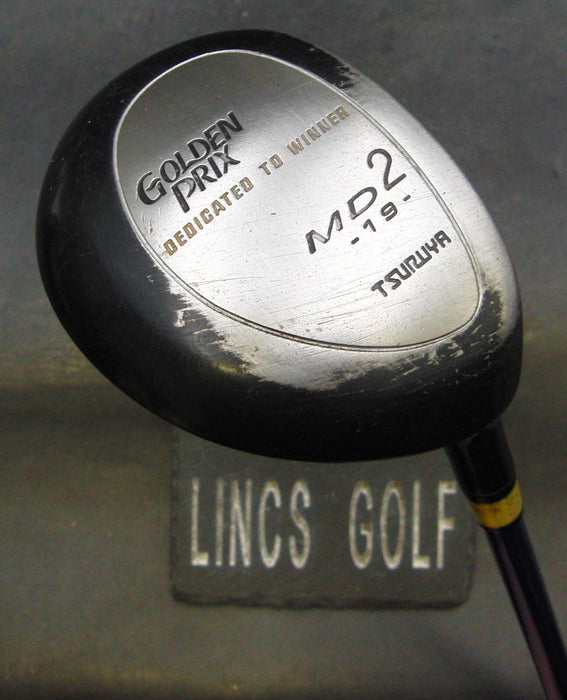 GOLDEN
PRIX
DEDICATED TO WINNER
MD2
-19-
TSURUYA
LINCS GOLF